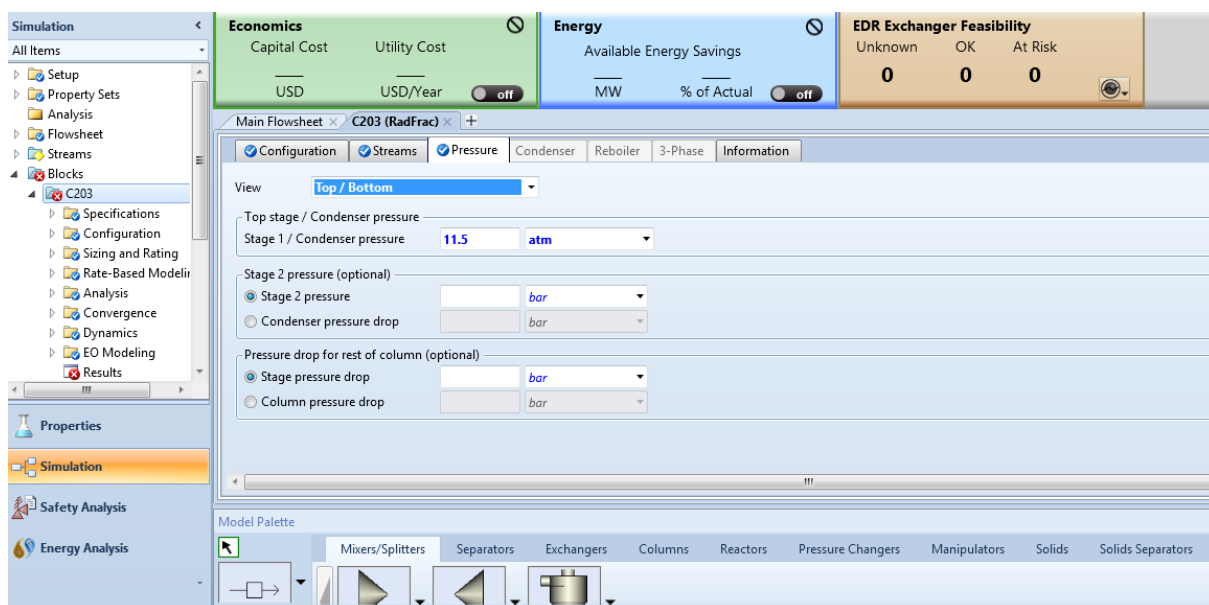 Simulation <
All Items
Setup
Property Sets
Analysis
Flowsheet
Streams
Blocks
C203
Specifications
Configuration
Sizing and Rating
Rate-Based Modelin
Analysis
Convergence
Dynamics
EO Modeling
Results
Properties
Simulation
Safety Analysis
Energy Analysis
Economics
Capital Cost Utility Cost
USD USD/Year off
Energy
Available Energy Savings
MW % of Actual off
EDR Exchanger Feasibility
Unknown OK At Risk
0 0 0
Main Flowsheet × C203 (RadFrac) × +
Configuration Streams Pressure Condenser Reboiler 3-Phase Information
View Top / Bottom
Top stage / Condenser pressure
Stage 1 / Condenser pressure 11.5 atm
Stage 2 pressure (optional)
Stage 2 pressure bar
Condenser pressure drop bar
Pressure drop for rest of column (optional)
Stage pressure drop bar
Column pressure drop bar
Model Palette
Mixers/Splitters Separators Exchangers Columns Reactors Pressure Changers Manipulators Solids Solids Separators